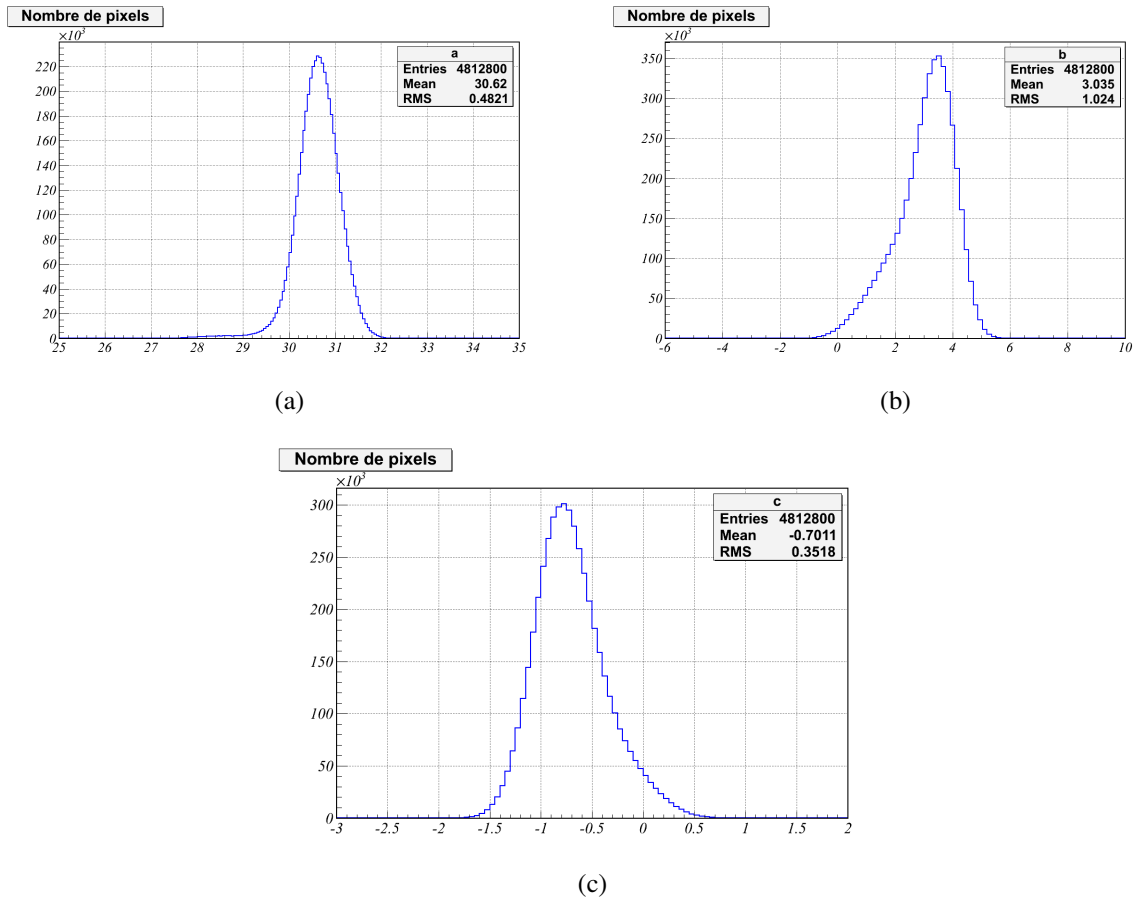 Nombre de pixels
×10³
a
Entries 4812800
Mean 30.62
RMS 0.4821
220
200
180
160
140
120
100
80
60
40
20
0
25 26 27 28 29 30 31 32 33 34 35
(a)
Nombre de pixels
×10³
b
Entries 4812800
Mean 3.035
RMS 1.024
350
300
250
200
150
100
50
0
-6 -4 -2 0 2 4 6 8 10
(b)
Nombre de pixels
×10³
c
Entries 4812800
Mean -0.7011
RMS 0.3518
300
250
200
150
100
50
0
-3 -2.5 -2 -1.5 -1 -0.5 0 0.5 1 1.5 2
(c)